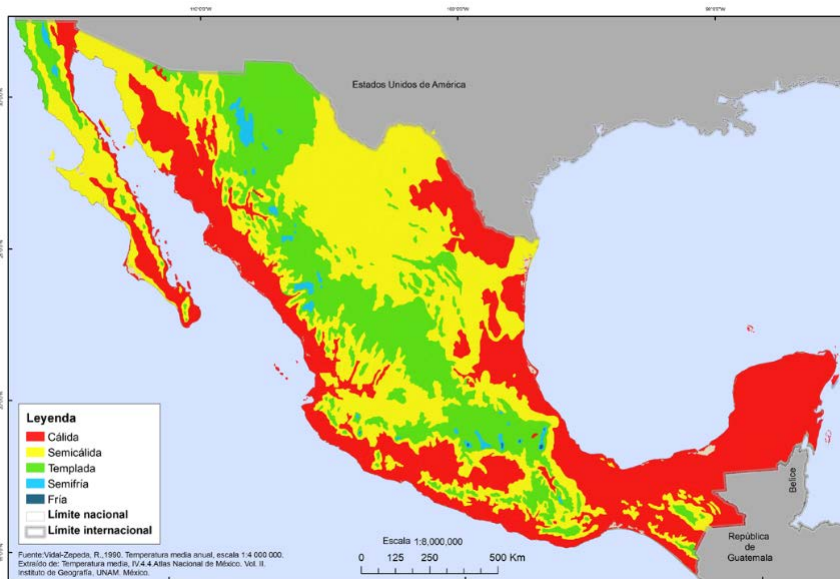 Estados Unidos de América
Belice
República
de
Guatemala
Leyenda
Cálida
Semicálida
Templada
Semifría
Fría
Límite nacional
Límite internacional
Escala 1:8,000,000
0 125 250 500 Km
Fuente:Vidal-Zepeda, R.,1990. Temperatura media anual, escala 1:4 000 000.
Extraído de: Temperatura media, IV.4.4.Atlas Nacional de México. Vol. II.
Instituto de Geografía, UNAM. México.